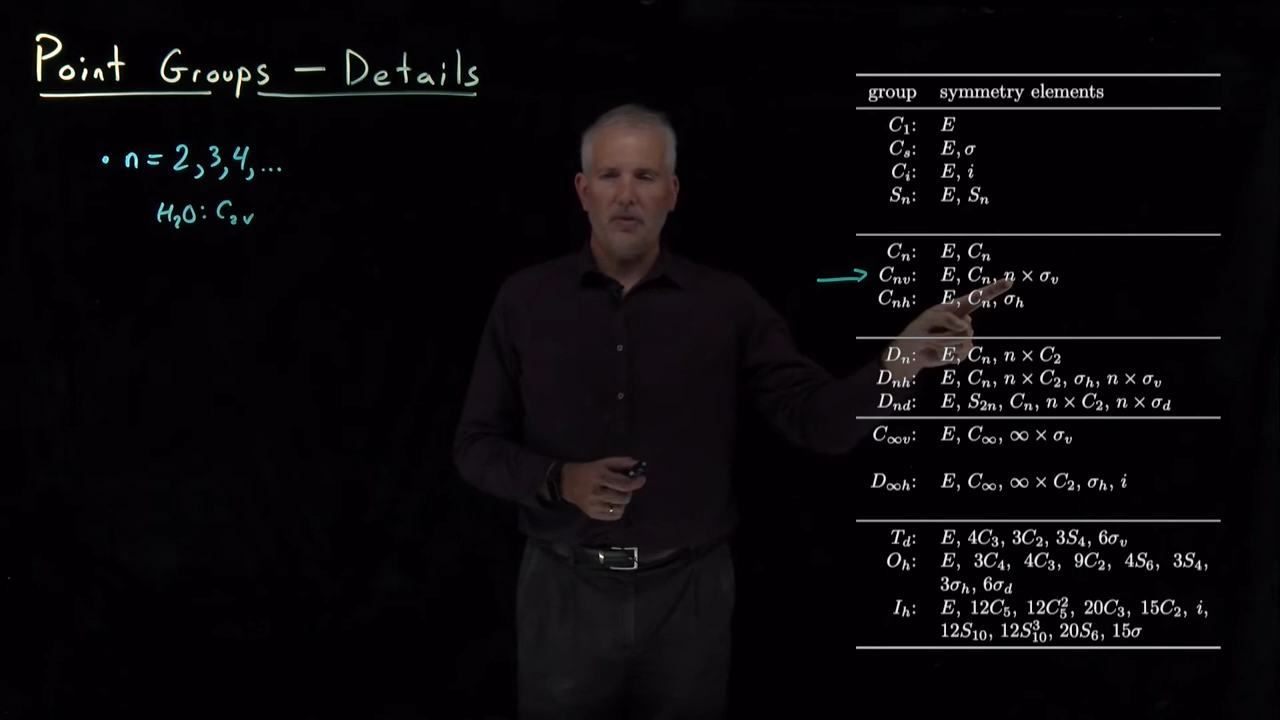 Point Groups – Details
• n = 2, 3, 4, ...
H₂O: C₂ᵥ
group symmetry elements
C₁: E
Cₛ: E, σ
Cᵢ: E, i
Sₙ: E, Sₙ
Cₙ: E, Cₙ
Cₙᵥ: E, Cₙ, n × σᵥ
Cₙₕ: E, Cₙ, σₕ
Dₙ: E, Cₙ, n × C₂
Dₙₕ: E, Cₙ, n × C₂, σₕ, n × σᵥ
Dₙd: E, S₂ₙ, Cₙ, n × C₂, n × σd
C∞ᵥ: E, C∞, ∞ × σᵥ
D∞ₕ: E, C∞, ∞ × C₂, σₕ, i
Td: E, 4C₃, 3C₂, 3S₄, 6σᵥ
Oₕ: E, 3C₄, 4C₃, 9C₂, 4S₆, 3S₄,
3σₕ, 6σd
Iₕ: E, 12C₅, 12C₅², 20C₃, 15C₂, i,
12S₁₀, 12S₁₀³, 20S₆, 15σ